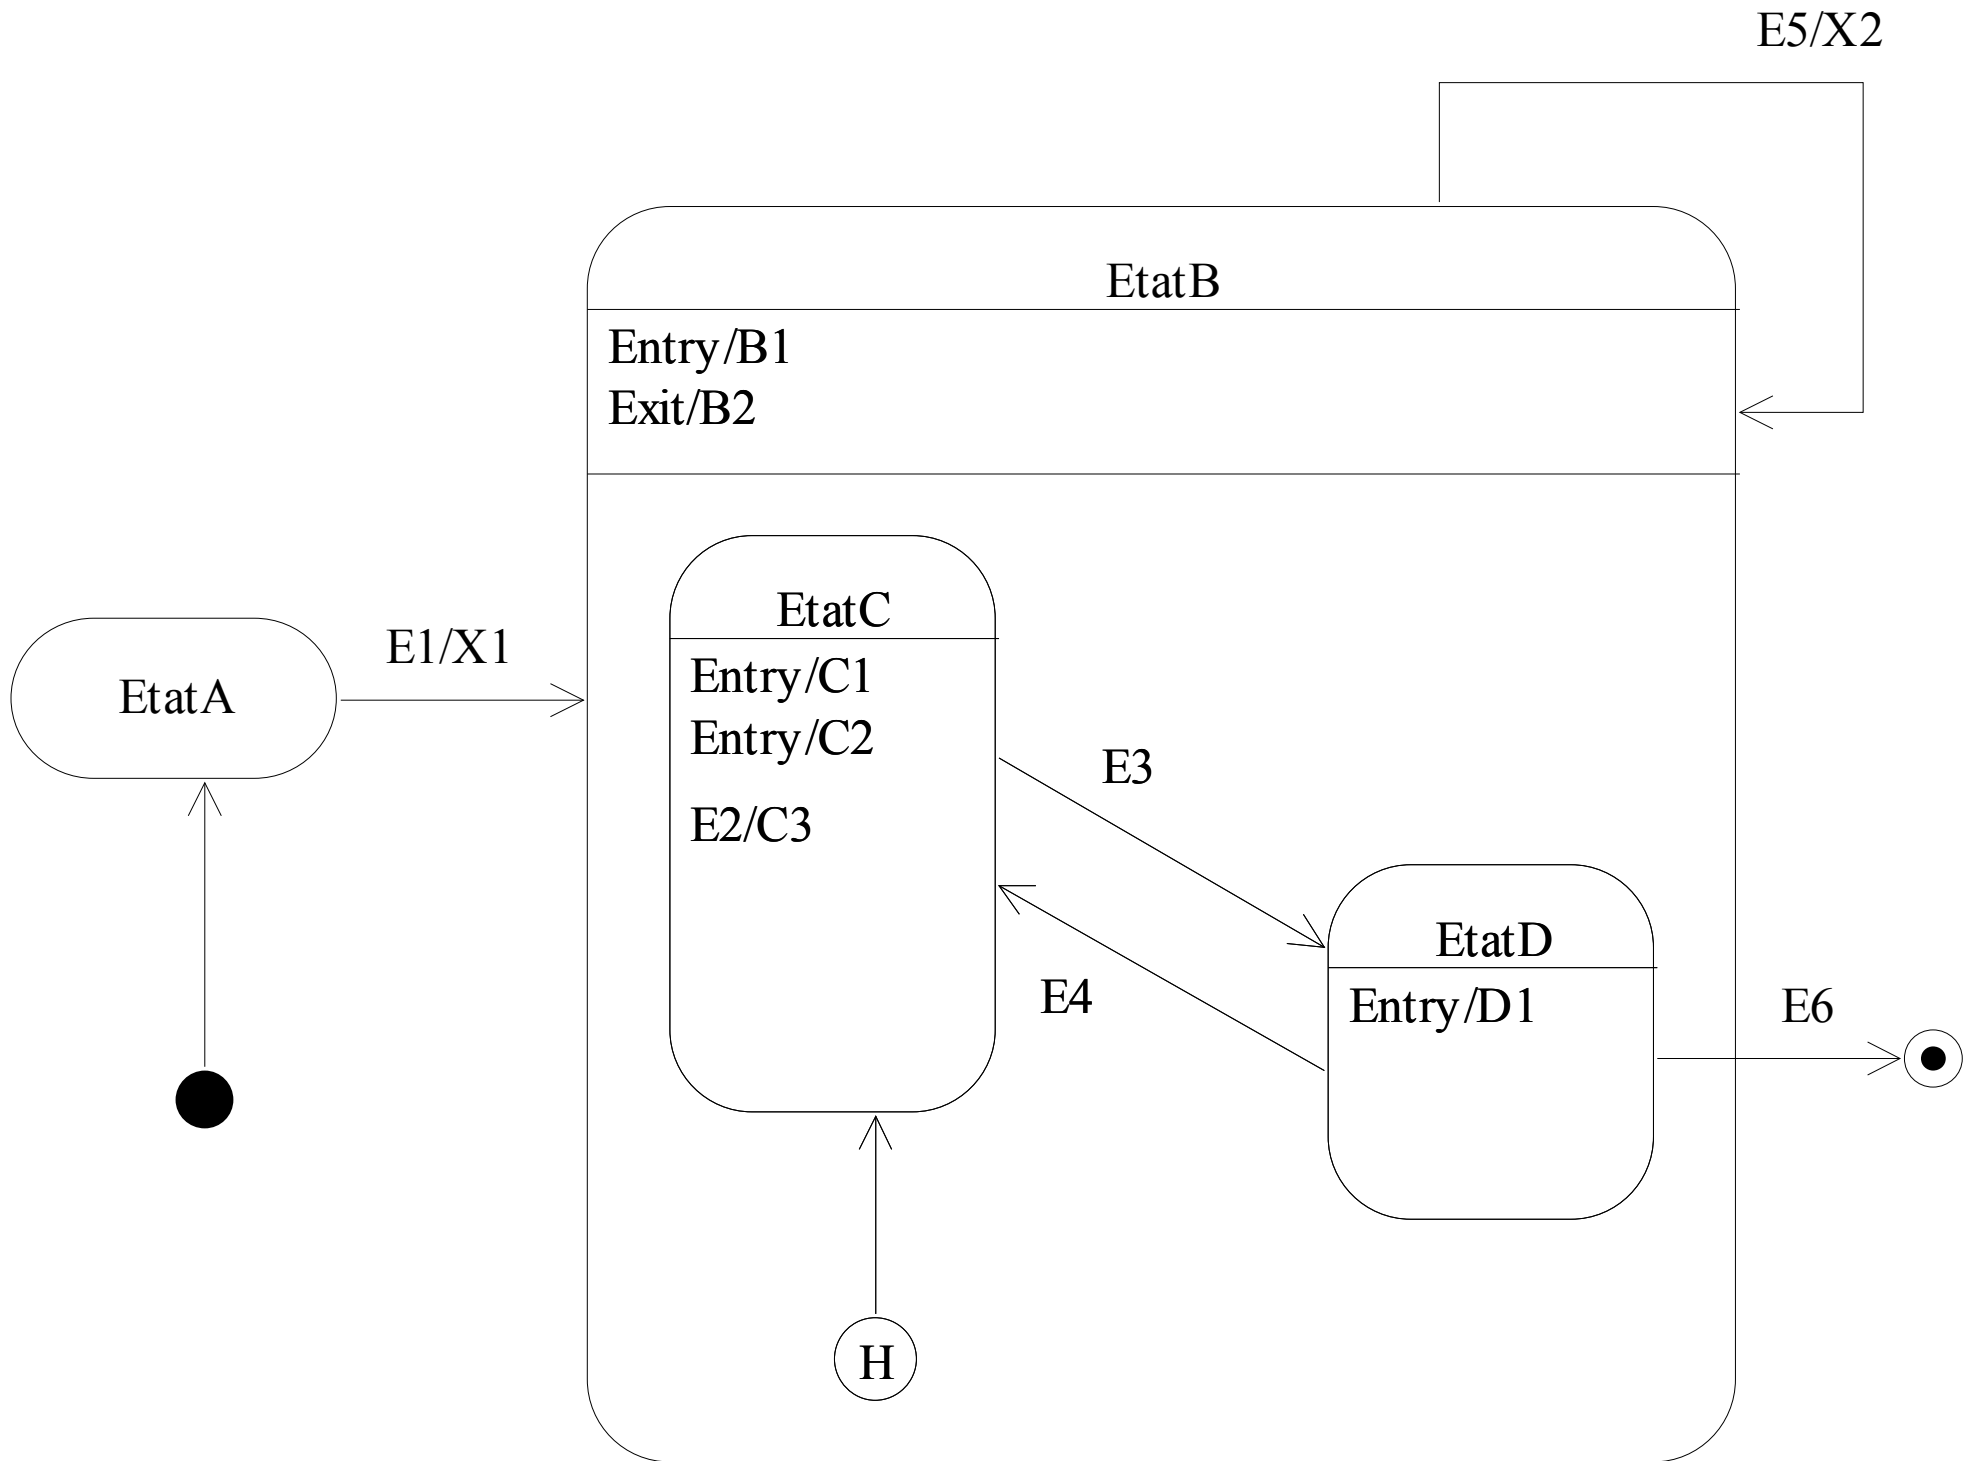 E5/X2
EtatB
Entry/B1
Exit/B2
EtatC
E1/X1
EtatA
Entry/C1
Entry/C2
E3
E2/C3
EtatD
E4
Entry/D1
E6
H